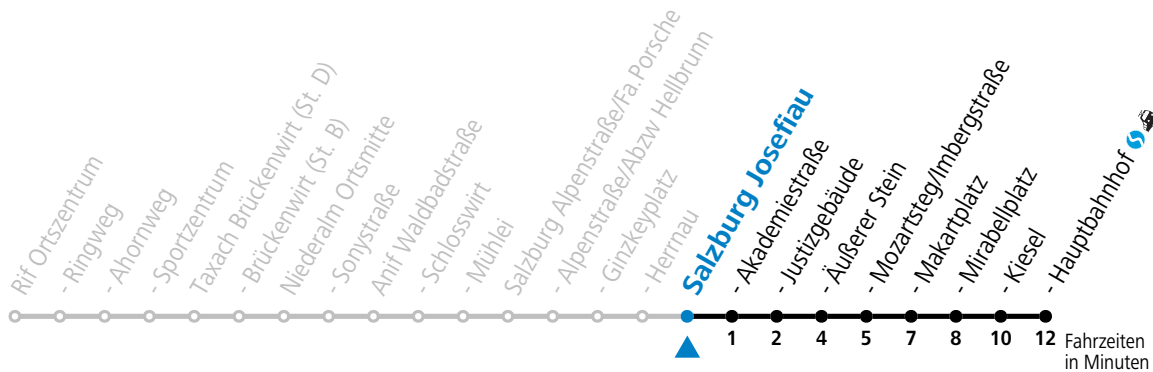 Rif Ortszentrum
- Ringweg
- Ahornweg
- Sportzentrum
Taxach Brückenwirt (St. D)
- Brückenwirt (St. B)
Niederalm Ortsmitte
- Sonystraße
Anif Waldbadstraße
- Schlosswirt
- Mühlei
Salzburg Alpenstraße/Fa. Porsche
- Alpenstraße/Abzw Hellbrunn
- Ginzkeyplatz
- Herrnau
Salzburg Josefiau
- Akademiestraße
- Justizgebäude
- Äußerer Stein
- Mozartsteg/Imbergstraße
- Makartplatz
- Mirabellplatz
- Kiesel
- Hauptbahnhof
1 2 4 5 7 8 10 12 Fahrzeiten
in Minuten